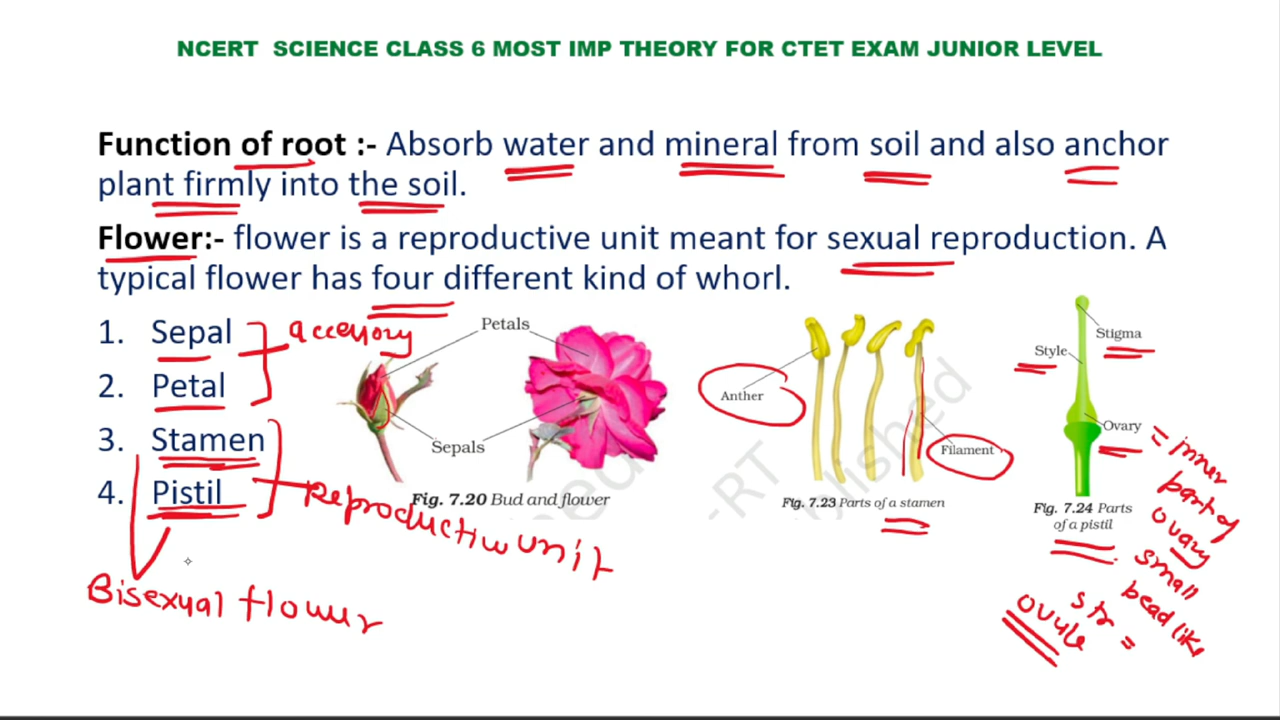 NCERT SCIENCE CLASS 6 MOST IMP THEORY FOR CTET EXAM JUNIOR LEVEL
Function of root :- Absorb water and mineral from soil and also anchor
plant firmly into the soil.
Flower:- flower is a reproductive unit meant for sexual reproduction. A
typical flower has four different kind of whorl.
1. Sepal
2. Petal
3. Stamen
4. Pistil
accessory
Reproductive unit
Bisexual flower
Petals
Sepals
Fig. 7.20 Bud and flower
Anther
Filament
Fig. 7.23 Parts of a stamen
Stigma
Style
Ovary
Fig. 7.24 Parts
of a pistil
= inner
part of
ovary
small
bead like
str =
ovule